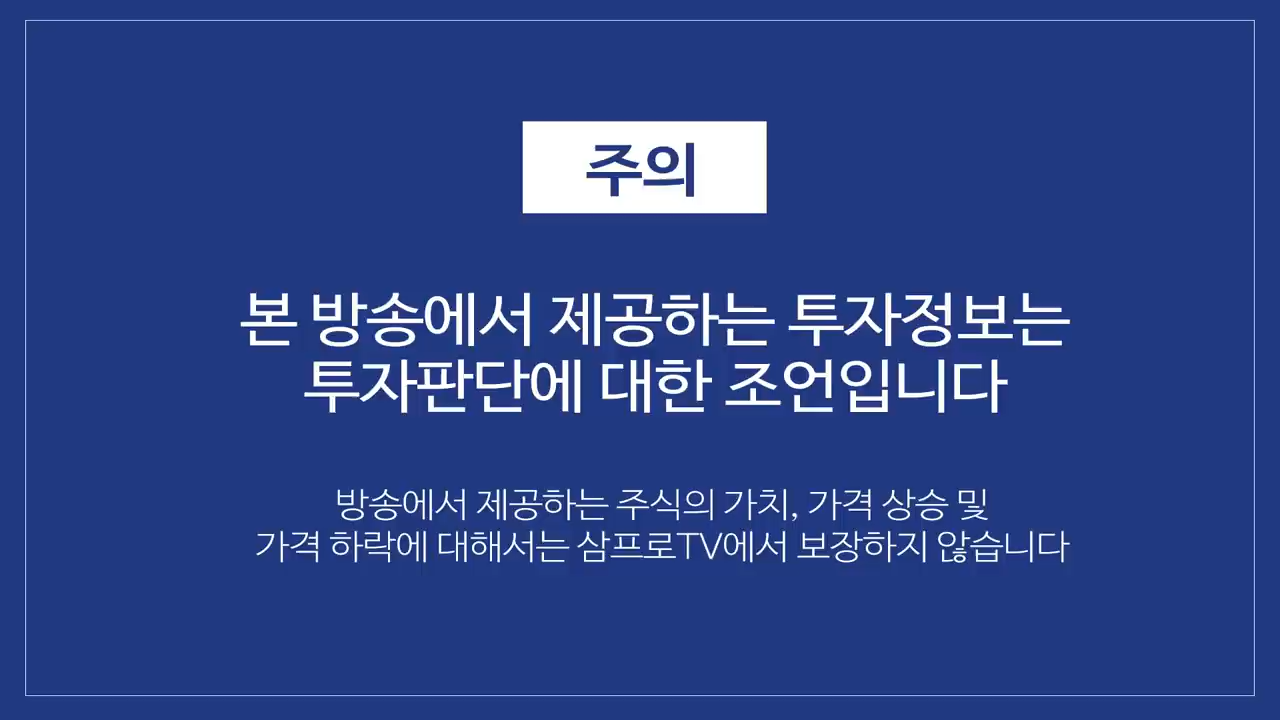 주의
본 방송에서 제공하는 투자정보는
투자판단에 대한 조언입니다
방송에서 제공하는 주식의 가치, 가격 상승 및
가격 하락에 대해서는 삼프로TV에서 보장하지 않습니다